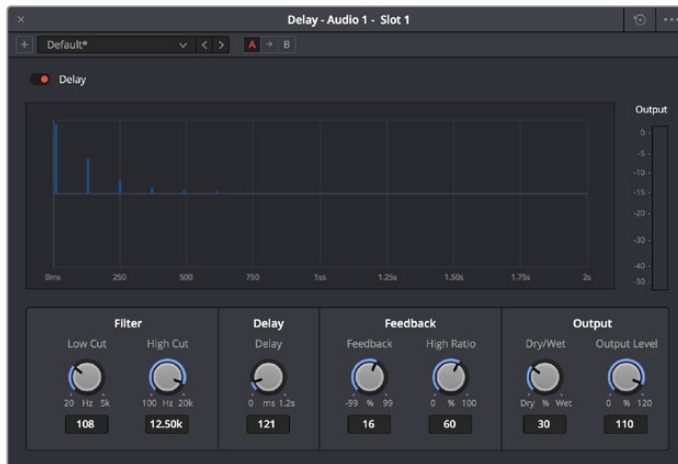 Delay - Audio 1 - Slot 1
Default*
A
B
Delay
Output
0
-5
-10
-15
-20
-30
-40
-50
0ms 250 500 750 1ss 1.25s 1.50s 1.75s 2s
Filter Delay Feedback Output
Low Cut High Cut Delay Feedback High Ratio Dry/Wet Output Level
20 Hz 5k 100 Hz 20k 0 ms 1.2s -99 % 99 0 % 100 Dry % Wet 0 % 120
108 12.50k 121 16 60 30 110